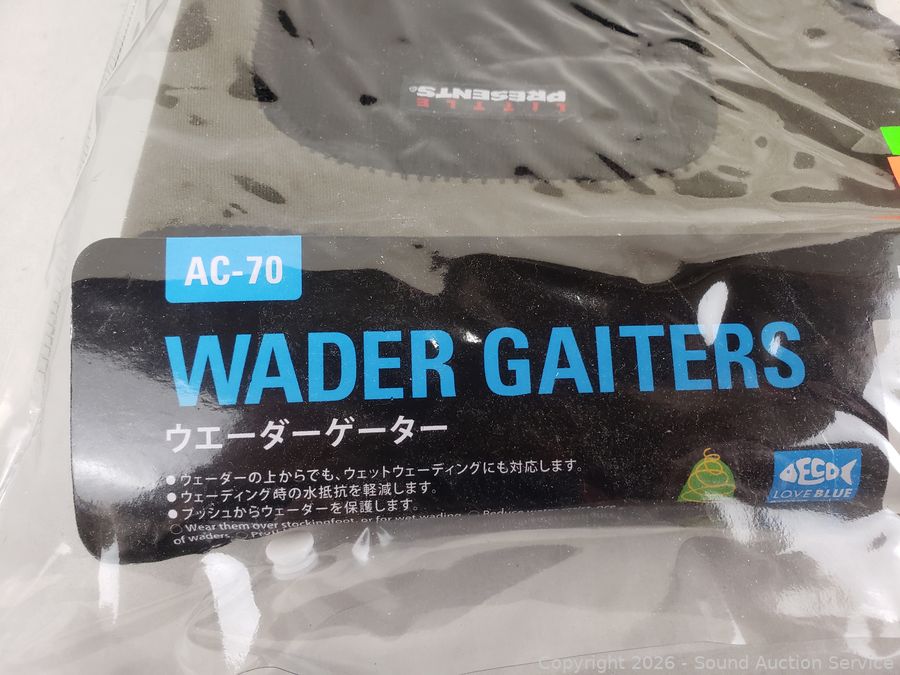 LITTLE
PRESENTS®
AC-70
WADER GAITERS
ウエーダーゲーター
●ウェーダーの上からでも、ウェットウェーディングにも対応します。
●ウェーディング時の水抵抗を軽減します。
●ブッシュからウェーダーを保護します。
○Wear them over stockingfoot, or for wet wading. ○Reduce
of waders.
ECO
LOVE BLUE
Copyright 2026 - Sound Auction Service